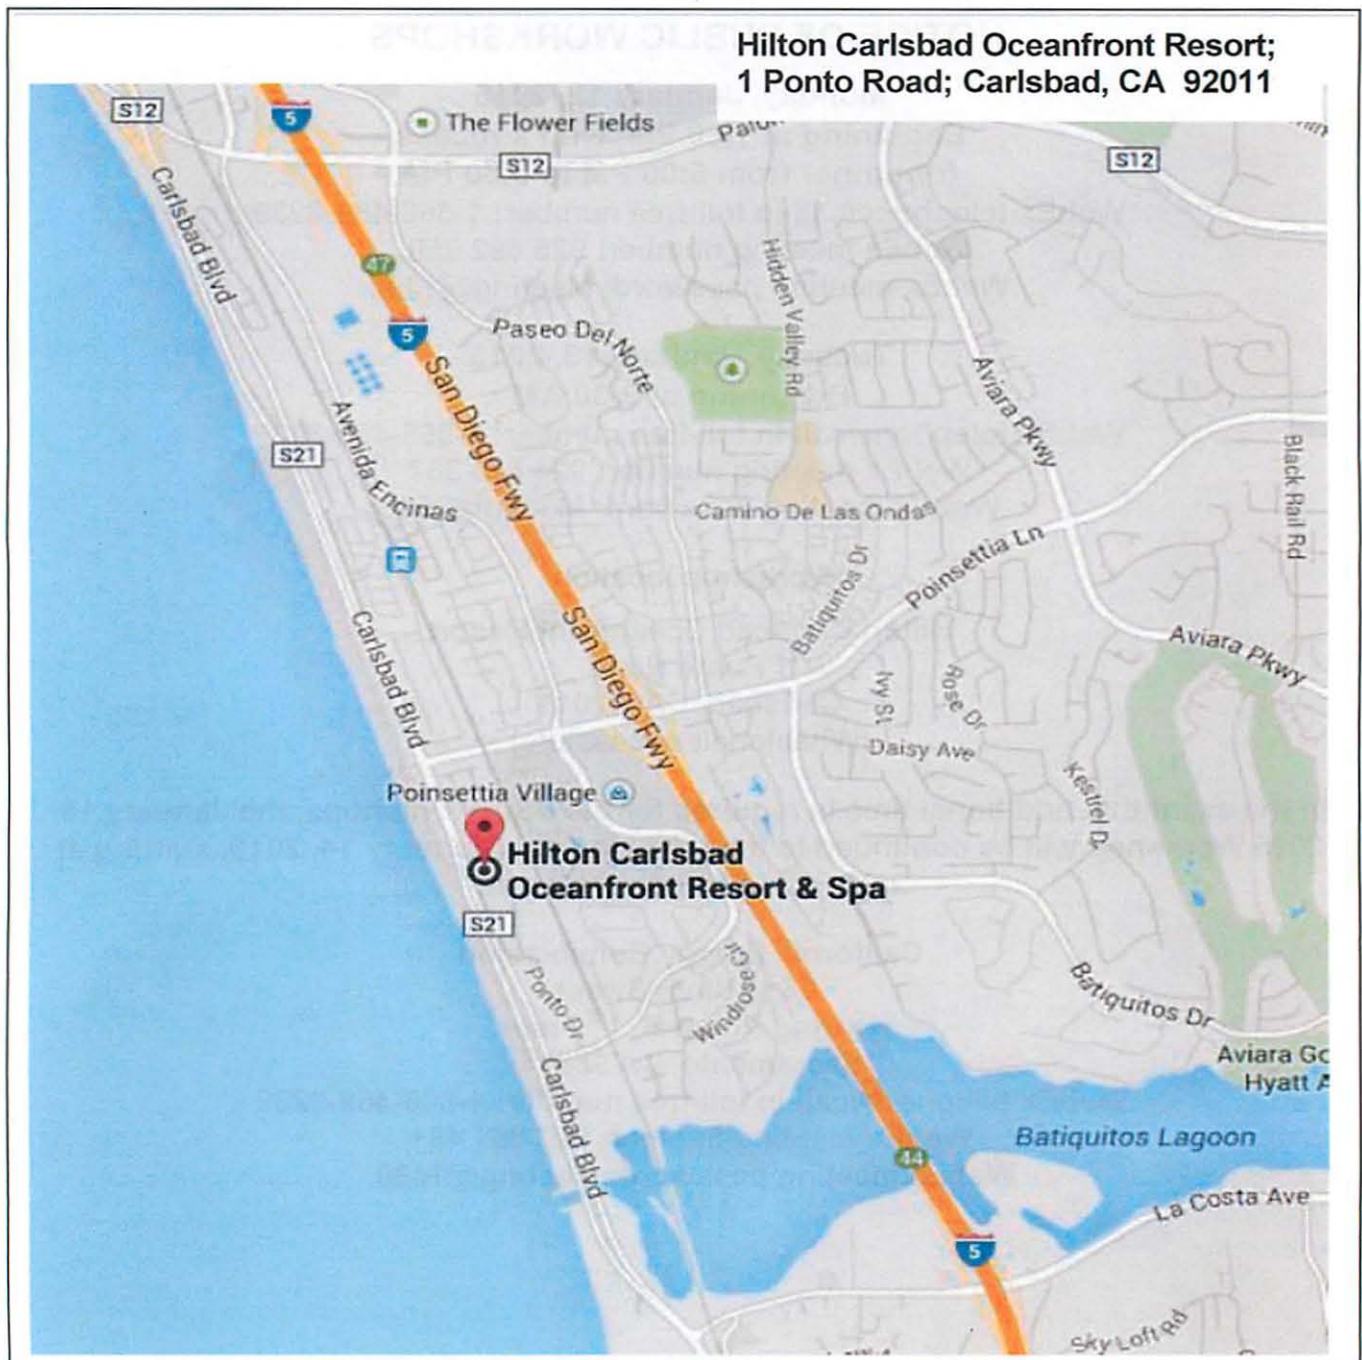 Hilton Carlsbad Oceanfront Resort;
1 Ponto Road; Carlsbad, CA 92011
S12
5
The Flower Fields
S12
S12
Carlsbad Blvd
47
Hidden Valley Rd
5
Paseo Del Norte
San Diego Fwy
Aviara Pkwy
Avenida Encinas
S21
Black Rail Rd
Camino De Las Ondas
Poinsettia Ln
Batiquitos Dr
San Diego Fwy
Carlsbad Blvd
Aviara Pkwy
Ivy St
Rose Dr
Daisy Ave
Poinsettia Village
Kestrel D
Hilton Carlsbad
Oceanfront Resort & Spa
S21
Ponto Dr
Windrose Cir
Batiquitos Dr
Aviara Go
Hyatt A
Carlsbad Blvd
Batiquitos Lagoon
44
La Costa Ave
5
Sky Loft Rd